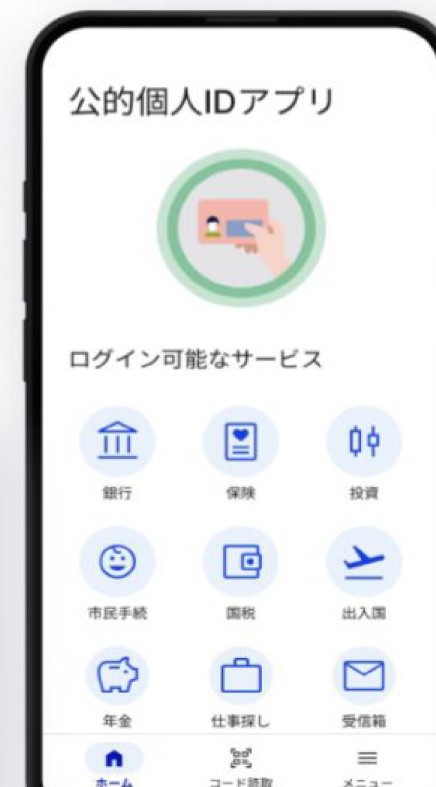 公的個人IDアプリ
ログイン可能なサービス
銀行 保険 投資
市民手続 国税 出入国
年金 仕事探し 受信箱
ホーム コード読取 メニュー